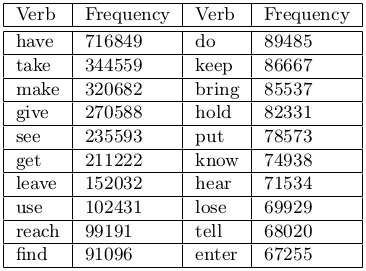 Verb Frequency Verb Frequency
have 716849 do 89485
take 344559 keep 86667
make 320682 bring 85537
give 270588 hold 82331
see 235593 put 78573
get 211222 know 74938
leave 152032 hear 71534
use 102431 lose 69929
reach 99191 tell 68020
find 91096 enter 67255